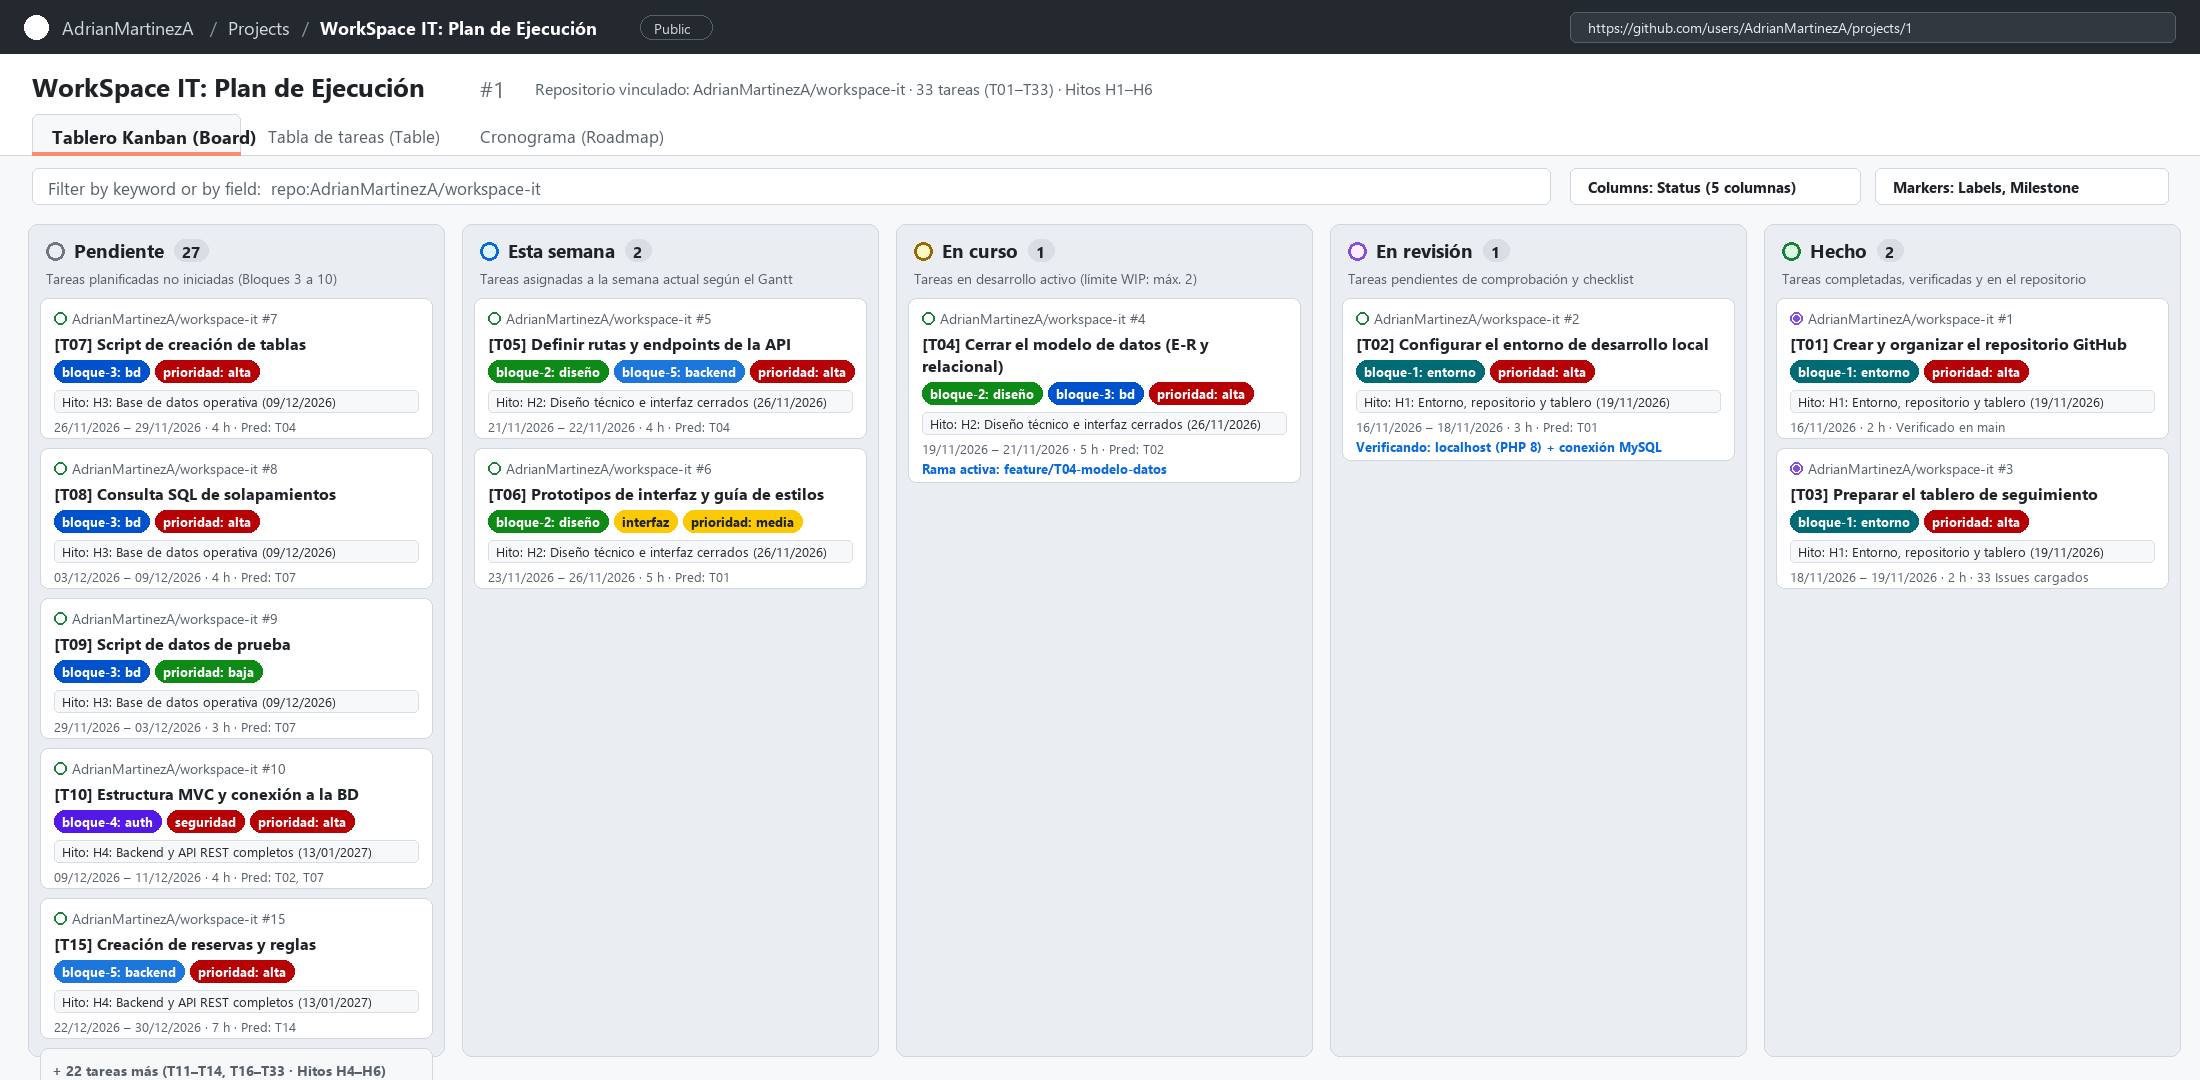 AdrianMartinezA / Projects / WorkSpace IT: Plan de Ejecución Public https://github.com/users/AdrianMartinezA/projects/1
WorkSpace IT: Plan de Ejecución #1 Repositorio vinculado: AdrianMartinezA/workspace-it · 33 tareas (T01–T33) · Hitos H1–H6
Tablero Kanban (Board) Tabla de tareas (Table) Cronograma (Roadmap)
Filter by keyword or by field: repo:AdrianMartinezA/workspace-it Columns: Status (5 columnas) Markers: Labels, Milestone
Pendiente 27
Tareas planificadas no iniciadas (Bloques 3 a 10)
AdrianMartinezA/workspace-it #7
[T07] Script de creación de tablas
bloque-3: bd prioridad: alta
Hito: H3: Base de datos operativa (09/12/2026)
26/11/2026 – 29/11/2026 · 4 h · Pred: T04
AdrianMartinezA/workspace-it #8
[T08] Consulta SQL de solapamientos
bloque-3: bd prioridad: alta
Hito: H3: Base de datos operativa (09/12/2026)
03/12/2026 – 09/12/2026 · 4 h · Pred: T07
AdrianMartinezA/workspace-it #9
[T09] Script de datos de prueba
bloque-3: bd prioridad: baja
Hito: H3: Base de datos operativa (09/12/2026)
29/11/2026 – 03/12/2026 · 3 h · Pred: T07
AdrianMartinezA/workspace-it #10
[T10] Estructura MVC y conexión a la BD
bloque-4: auth seguridad prioridad: alta
Hito: H4: Backend y API REST completos (13/01/2027)
09/12/2026 – 11/12/2026 · 4 h · Pred: T02, T07
AdrianMartinezA/workspace-it #15
[T15] Creación de reservas y reglas
bloque-5: backend prioridad: alta
Hito: H4: Backend y API REST completos (13/01/2027)
22/12/2026 – 30/12/2026 · 7 h · Pred: T14
+ 22 tareas más (T11–T14, T16–T33 · Hitos H4–H6)
Esta semana 2
Tareas asignadas a la semana actual según el Gantt
AdrianMartinezA/workspace-it #5
[T05] Definir rutas y endpoints de la API
bloque-2: diseño bloque-5: backend prioridad: alta
Hito: H2: Diseño técnico e interfaz cerrados (26/11/2026)
21/11/2026 – 22/11/2026 · 4 h · Pred: T04
AdrianMartinezA/workspace-it #6
[T06] Prototipos de interfaz y guía de estilos
bloque-2: diseño interfaz prioridad: media
Hito: H2: Diseño técnico e interfaz cerrados (26/11/2026)
23/11/2026 – 26/11/2026 · 5 h · Pred: T01
En curso 1
Tareas en desarrollo activo (límite WIP: máx. 2)
AdrianMartinezA/workspace-it #4
[T04] Cerrar el modelo de datos (E-R y
relacional)
bloque-2: diseño bloque-3: bd prioridad: alta
Hito: H2: Diseño técnico e interfaz cerrados (26/11/2026)
19/11/2026 – 21/11/2026 · 5 h · Pred: T02
Rama activa: feature/T04-modelo-datos
En revisión 1
Tareas pendientes de comprobación y checklist
AdrianMartinezA/workspace-it #2
[T02] Configurar el entorno de desarrollo local
bloque-1: entorno prioridad: alta
Hito: H1: Entorno, repositorio y tablero (19/11/2026)
16/11/2026 – 18/11/2026 · 3 h · Pred: T01
Verificando: localhost (PHP 8) + conexión MySQL
Hecho 2
Tareas completadas, verificadas y en el repositorio
AdrianMartinezA/workspace-it #1
[T01] Crear y organizar el repositorio GitHub
bloque-1: entorno prioridad: alta
Hito: H1: Entorno, repositorio y tablero (19/11/2026)
16/11/2026 · 2 h · Verificado en main
AdrianMartinezA/workspace-it #3
[T03] Preparar el tablero de seguimiento
bloque-1: entorno prioridad: alta
Hito: H1: Entorno, repositorio y tablero (19/11/2026)
18/11/2026 – 19/11/2026 · 2 h · 33 Issues cargados